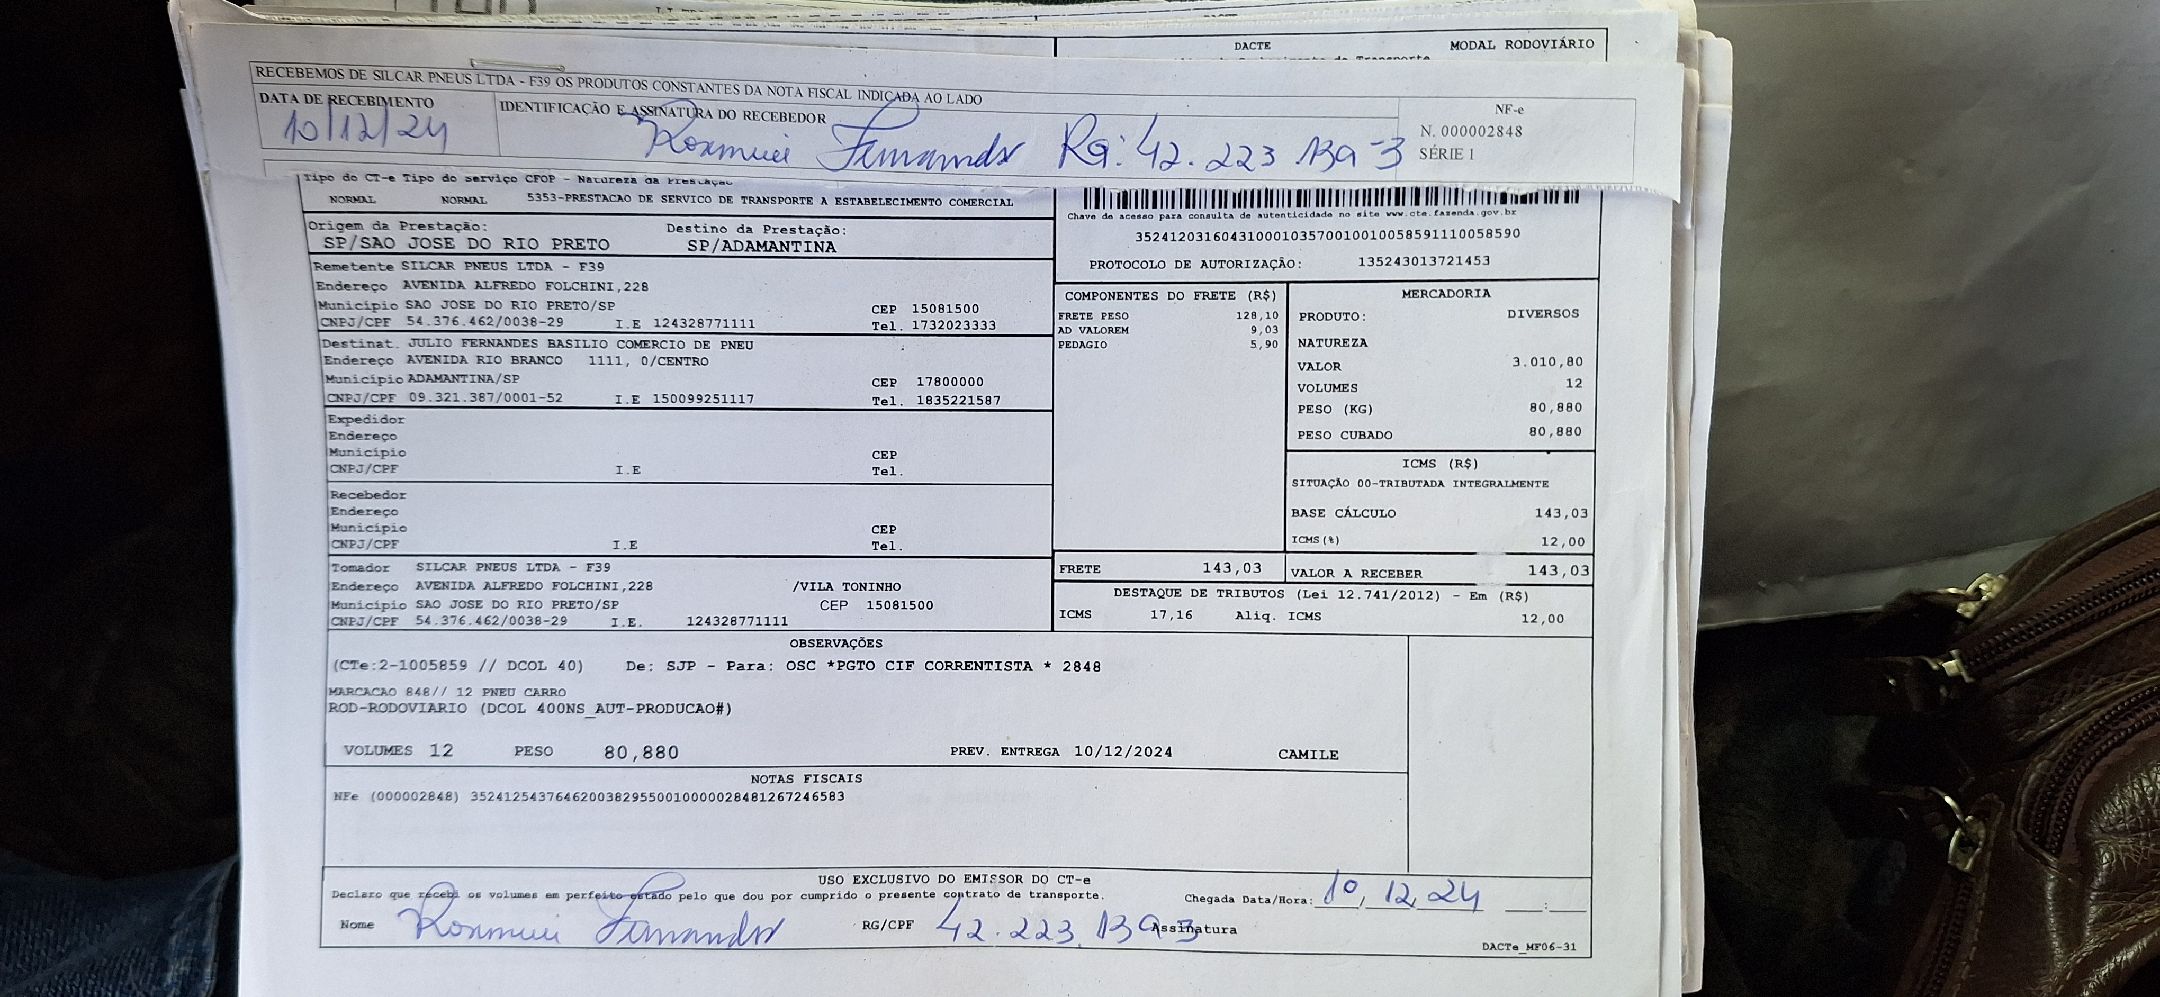 DACTE MODAL RODOVIÁRIO
RECEBEMOS DE SILCAR PNEUS LTDA - F39 OS PRODUTOS CONSTANTES DA NOTA FISCAL INDICADA AO LADO
DATA DE RECEBIMENTO
10/12/24
IDENTIFICAÇÃO E ASSINATURA DO RECEBEDOR
Fernandes RG: 42.223.139-3
NF-e
N. 000002848
SÉRIE 1
Tipo do CT-e Tipo do serviço CFOP - Natureza da Prestação
NORMAL NORMAL 5353-PRESTACAO DE SERVICO DE TRANSPORTE A ESTABELECIMENTO COMERCIAL
Origem da Prestação: Destino da Prestação:
SP/SAO JOSE DO RIO PRETO SP/ADAMANTINA
Chave de acesso para consulta de autenticidade no site www.cte.fazenda.gov.br
35241203160431000103570010010058591110058590
PROTOCOLO DE AUTORIZAÇÃO: 135243013721453
Remetente SILCAR PNEUS LTDA - F39
Endereço AVENIDA ALFREDO FOLCHINI,228
Município SAO JOSE DO RIO PRETO/SP CEP 15081500
CNPJ/CPF 54.376.462/0038-29 I.E 124328771111 Tel. 1732023333
Destinat. JULIO FERNANDES BASILIO COMERCIO DE PNEU
Endereço AVENIDA RIO BRANCO 1111, 0/CENTRO
Município ADAMANTINA/SP CEP 17800000
CNPJ/CPF 09.321.387/0001-52 I.E 150099251117 Tel. 1835221587
Expedidor
Endereço
Município CEP
CNPJ/CPF I.E Tel.
Recebedor
Endereço
Município CEP
CNPJ/CPF I.E Tel.
Tomador SILCAR PNEUS LTDA - F39
Endereço AVENIDA ALFREDO FOLCHINI,228 /VILA TONINHO
Município SAO JOSE DO RIO PRETO/SP CEP 15081500
CNPJ/CPF 54.376.462/0038-29 I.E. 124328771111
COMPONENTES DO FRETE (R$)
FRETE PESO 128,10
AD VALOREM 9,03
PEDAGIO 5,90
MERCADORIA
PRODUTO: DIVERSOS
NATUREZA
VALOR 3.010,80
VOLUMES 12
PESO (KG) 80,880
PESO CUBADO 80,880
ICMS (R$)
SITUAÇÃO 00-TRIBUTADA INTEGRALMENTE
BASE CÁLCULO 143,03
ICMS(%) 12,00
FRETE 143,03 VALOR A RECEBER 143,03
DESTAQUE DE TRIBUTOS (Lei 12.741/2012) - Em (R$)
ICMS 17,16 Aliq. ICMS 12,00
OBSERVAÇÕES
(CTe:2-1005859 // DCOL 40) De: SJP - Para: OSC *PGTO CIF CORRENTISTA * 2848
MARCACAO 848// 12 PNEU CARRO
ROD-RODOVIARIO (DCOL 400NS_AUT-PRODUCAO#)
VOLUMES 12 PESO 80,880 PREV. ENTREGA 10/12/2024 CAMILE
NOTAS FISCAIS
NFe (000002848) 35241254376462003829550010000028481267246583
USO EXCLUSIVO DO EMISSOR DO CT-e
Declaro que recebi os volumes em perfeito estado pelo que dou por cumprido o presente contrato de transporte. Chegada Data/Hora: 10, 12, 24 __:__
Nome Fernandes RG/CPF 42.223.139-3 Assinatura
DACTe_MF06-31